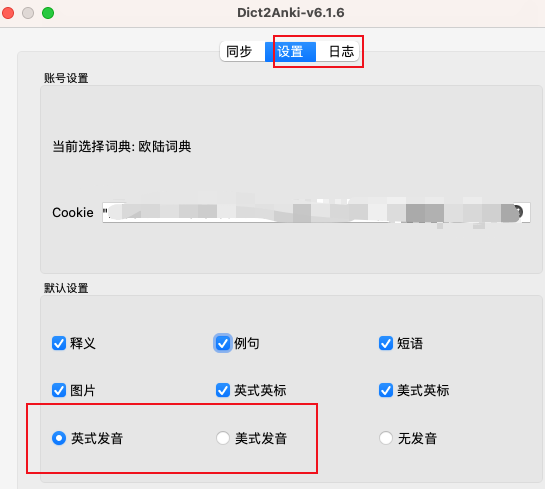 Dict2Anki-v6.1.6
同步 设置 日志
账号设置
当前选择词典: 欧陆词典
Cookie
默认设置
释义 例句 短语
图片 英式英标 美式英标
英式发音 美式发音 无发音